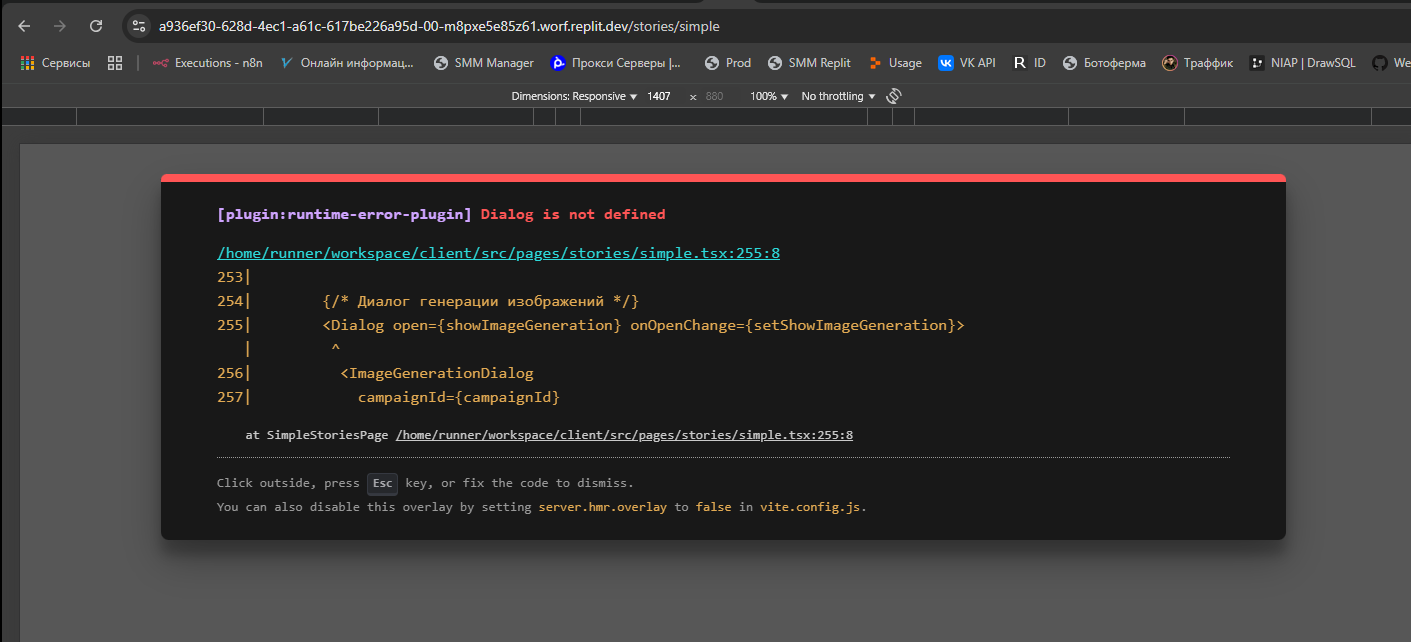 a936ef30-628d-4ec1-a61c-617be226a95d-00-m8pxe5e85z61.worf.replit.dev/stories/simple
Сервисы Executions - n8n Онлайн информац... SMM Manager Прокси Серверы |... Prod SMM Replit Usage VK API R ID Ботоферма Траффик NIAP | DrawSQL We
Dimensions: Responsive ▼ 1407 × 880 100% ▼ No throttling ▼
[plugin:runtime-error-plugin] Dialog is not defined
/home/runner/workspace/client/src/pages/stories/simple.tsx:255:8
253|
254| {/* Диалог генерации изображений */}
255| <Dialog open={showImageGeneration} onOpenChange={setShowImageGeneration}>
| ^
256| <ImageGenerationDialog
257| campaignId={campaignId}
at SimpleStoriesPage /home/runner/workspace/client/src/pages/stories/simple.tsx:255:8
Click outside, press Esc key, or fix the code to dismiss.
You can also disable this overlay by setting server.hmr.overlay to false in vite.config.js.